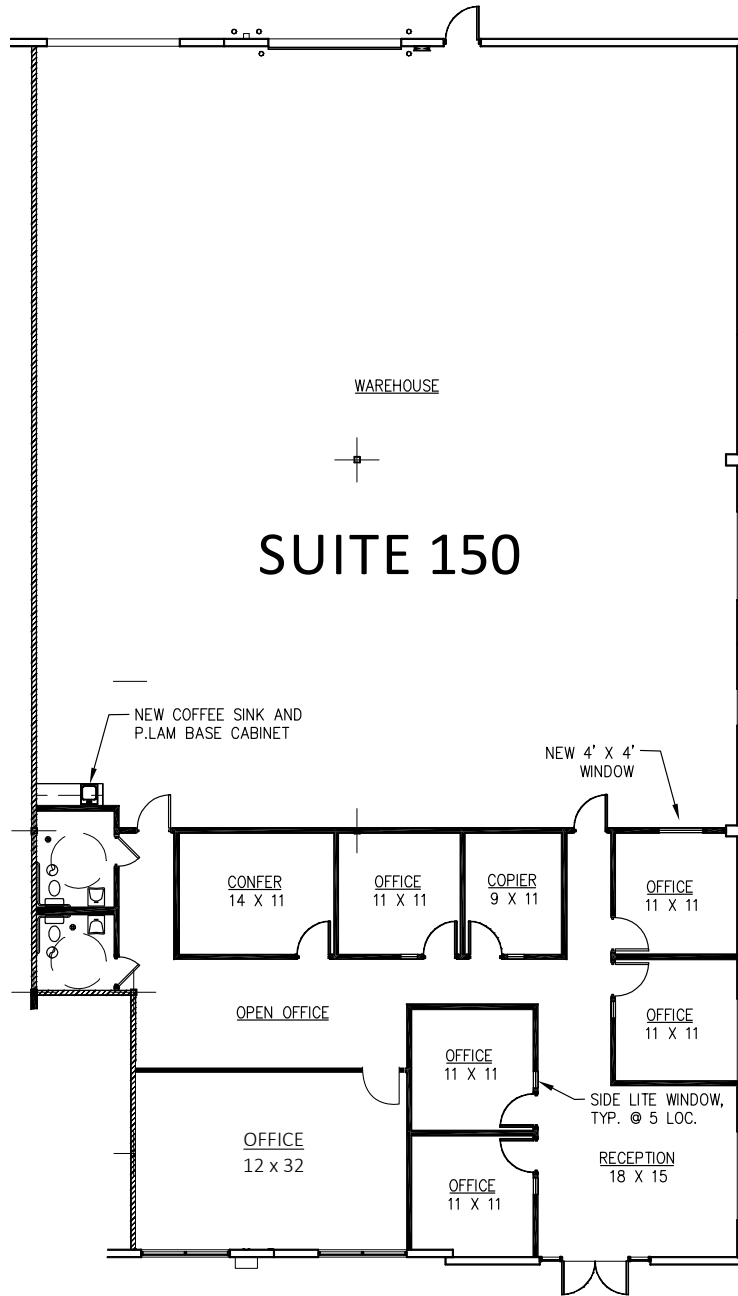 WAREHOUSE
SUITE 150
NEW COFFEE SINK AND
P.LAM BASE CABINET
NEW 4' X 4'
WINDOW
CONFER
14 X 11
OFFICE
11 X 11
COPIER
9 X 11
OFFICE
11 X 11
OPEN OFFICE
OFFICE
11 X 11
OFFICE
11 X 11
SIDE LITE WINDOW,
TYP. @ 5 LOC.
OFFICE
12 x 32
RECEPTION
18 X 15
OFFICE
11 X 11